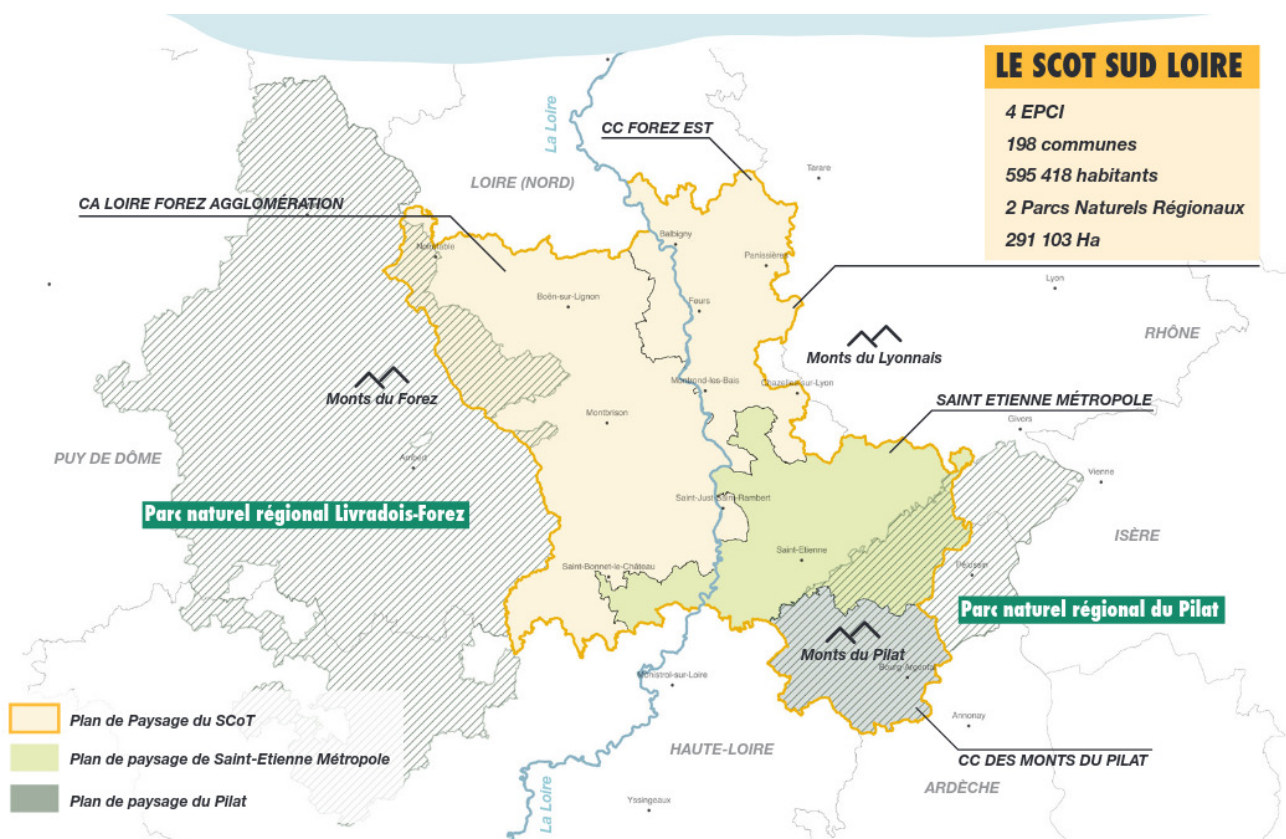 LE SCOT SUD LOIRE
4 EPCI
198 communes
595 418 habitants
2 Parcs Naturels Régionaux
291 103 Ha
La Loire
CC FOREZ EST
LOIRE (NORD)
Tarare
CA LOIRE FOREZ AGGLOMÉRATION
Balbigny
Noirétable
Panissières
Lyon
Boën-sur-Lignon
Feurs
RHÔNE
Monts du Lyonnais
Monts du Forez
Montrond-les-Bais
Chazelles-sur-Lyon
SAINT ETIENNE MÉTROPOLE
Montbrison
Givors
PUY DE DÔME
Ambert
Vienne
Saint-Just-Saint-Rambert
Parc naturel régional Livradois-Forez
ISÈRE
Saint-Etienne
Saint-Bonnet-le-Château
Pélussin
Parc naturel régional du Pilat
Monts du Pilat
Bourg-Argental
Monistrol-sur-Loire
Annonay
Plan de Paysage du SCoT
HAUTE-LOIRE
Plan de paysage de Saint-Etienne Métropole
CC DES MONTS DU PILAT
ARDÈCHE
Plan de paysage du Pilat
Yssingeaux
La Loire